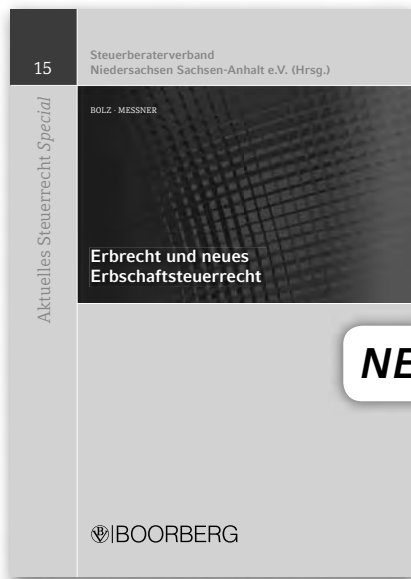 15
Steuerberaterverband
Niedersachsen Sachsen-Anhalt e.V. (Hrsg.)
Aktuelles Steuerrecht Special
BOLZ · MESSNER
Erbrecht und neues
Erbschaftsteuerrecht
NE
BOORBERG